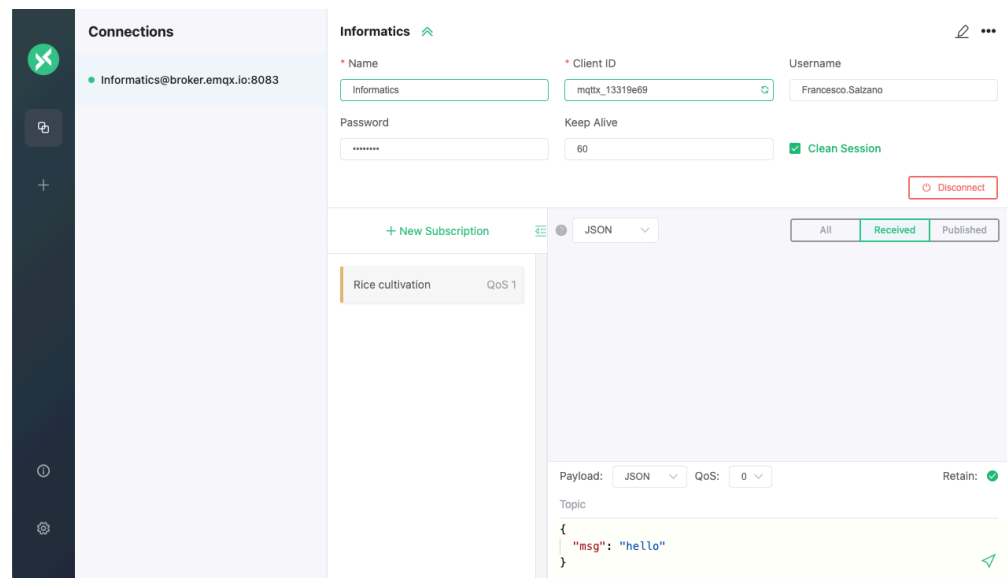 Connections
Informatics@broker.emqx.io:8083
Informatics
* Name
* Client ID
Username
Informatics
mqttx_13319e69
Francesco.Salzano
Password
Keep Alive
••••••••
60
Clean Session
Disconnect
+ New Subscription
JSON
All
Received
Published
Rice cultivation
QoS 1
Payload:
JSON
QoS:
0
Retain:
Topic
{
"msg": "hello"
}